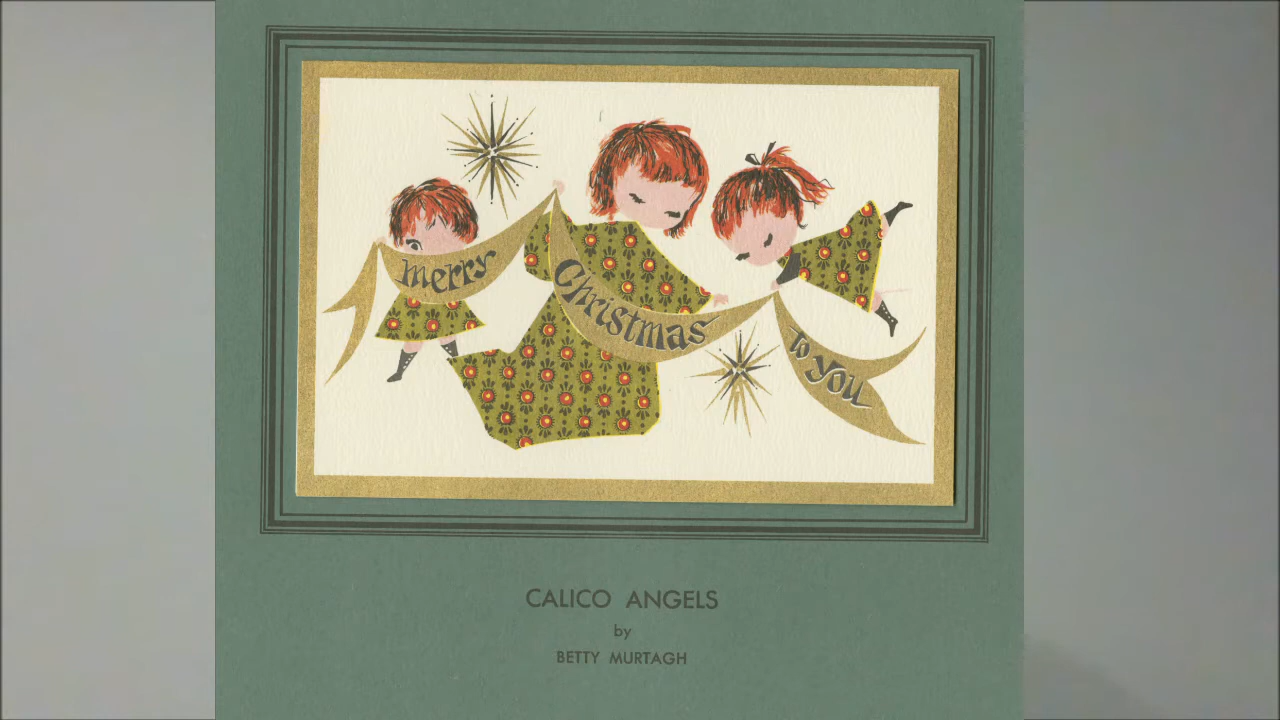 merry
Christmas
to you
CALICO ANGELS
by
BETTY MURTAGH